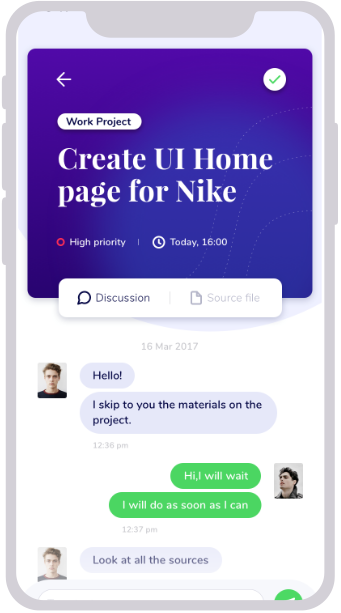 Work Project
Create UI Home
page for Nike
High priority
Today, 16:00
Discussion
Source file
16 Mar 2017
Hello!
I skip to you the materials on the
project.
12:36 pm
Hi,I will wait
I will do as soon as I can
12:37 pm
Look at all the sources